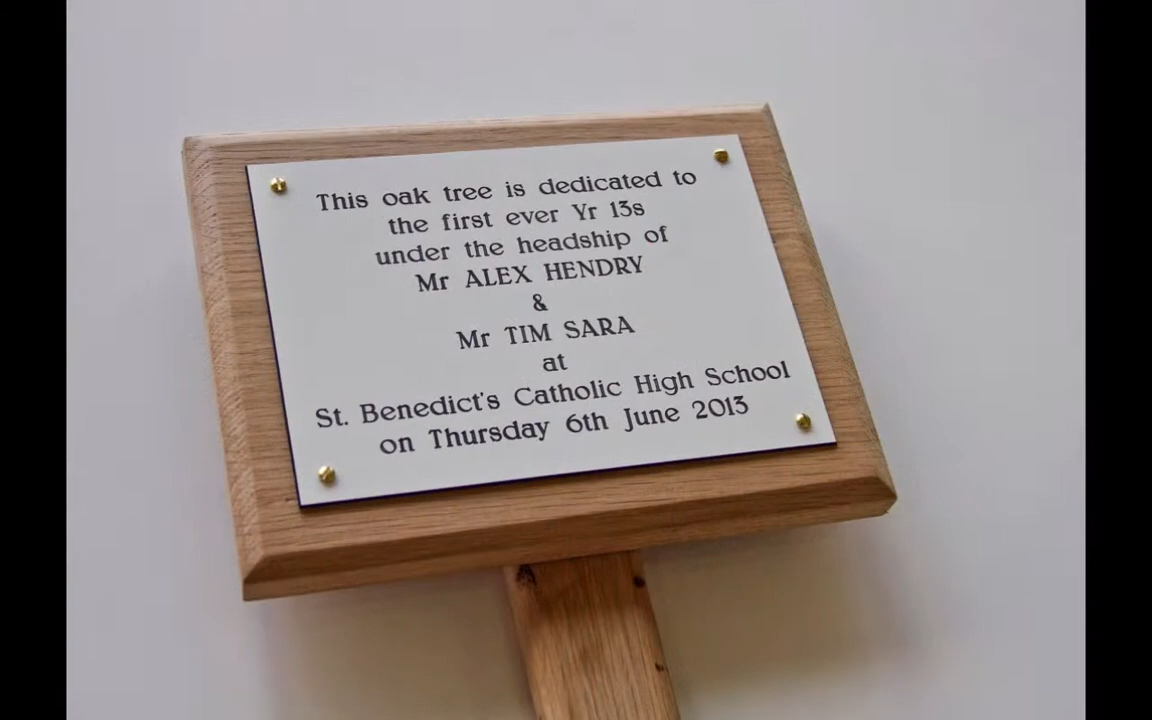 This oak tree is dedicated to
the first ever Yr 13s
under the headship of
Mr ALEX HENDRY
&
Mr TIM SARA
at
St. Benedict's Catholic High School
on Thursday 6th June 2013